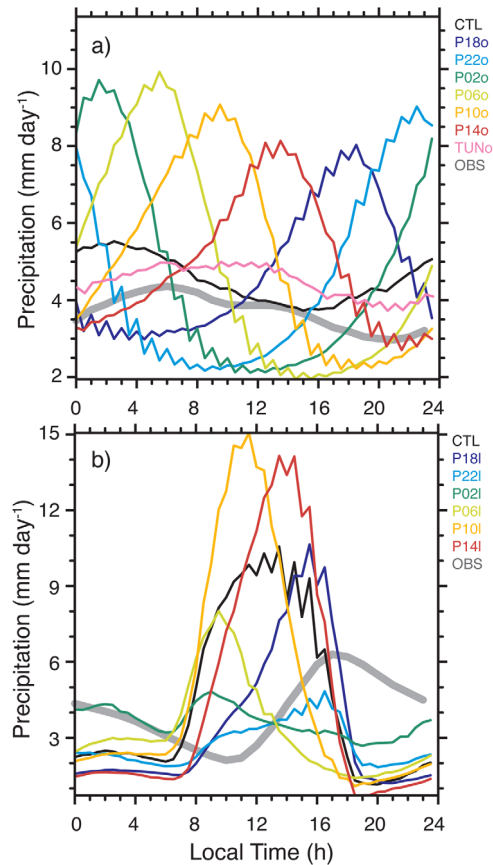 a)
CTL
P18o
P22o
P02o
P06o
P10o
P14o
TUNo
OBS
10
8
6
4
2
Precipitation (mm day-1)
0 4 8 12 16 20 24
b)
CTL
P18l
P22l
P02l
P06l
P10l
P14l
OBS
15
12
9
6
3
Precipitation (mm day-1)
0 4 8 12 16 20 24
Local Time (h)